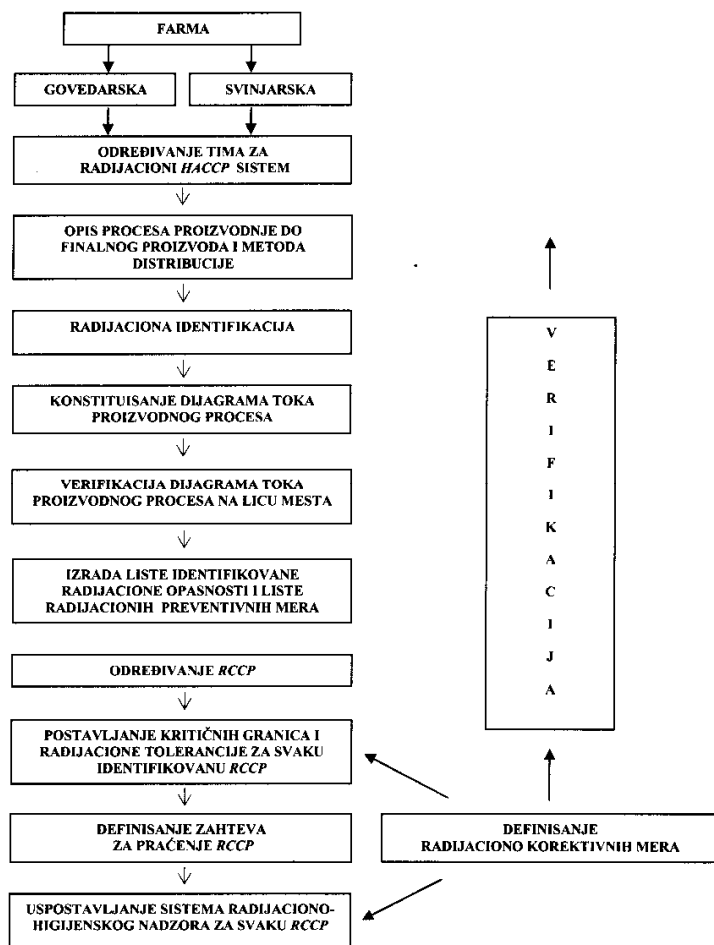 FARMA
GOVEDARSKA
SVINJARSKA
ODREĐIVANJE TIMA ZA
RADIJACIONI HACCP SISTEM
OPIS PROCESA PROIZVODNJE DO
FINALNOG PROIZVODA I METODA
DISTRIBUCIJE
RADIJACIONA IDENTIFIKACIJA
KONSTITUISANJE DIJAGRAMA TOKA
PROIZVODNOG PROCESA
VERIFIKACIJA DIJAGRAMA TOKA
PROIZVODNOG PROCESA NA LICU MESTA
IZRADA LISTE IDENTIFIKOVANE
RADIJACIONE OPASNOSTI I LISTE
RADIJACIONIH PREVENTIVNIH MERA
ODREĐIVANJE RCCP
POSTAVLJANJE KRITIČNIH GRANICA I
RADIJACIONE TOLERANCIJE ZA SVAKU
IDENTIFIKOVANU RCCP
DEFINISANJE ZAHTEVA
ZA PRAĆENJE RCCP
USPOSTAVLJANJE SISTEMA RADIJACIONO-
HIGIJENSKOG NADZORA ZA SVAKU RCCP
DEFINISANJE
RADIJACIONO KOREKTIVNIH MERA
V
E
R
I
F
I
K
A
C
I
J
A